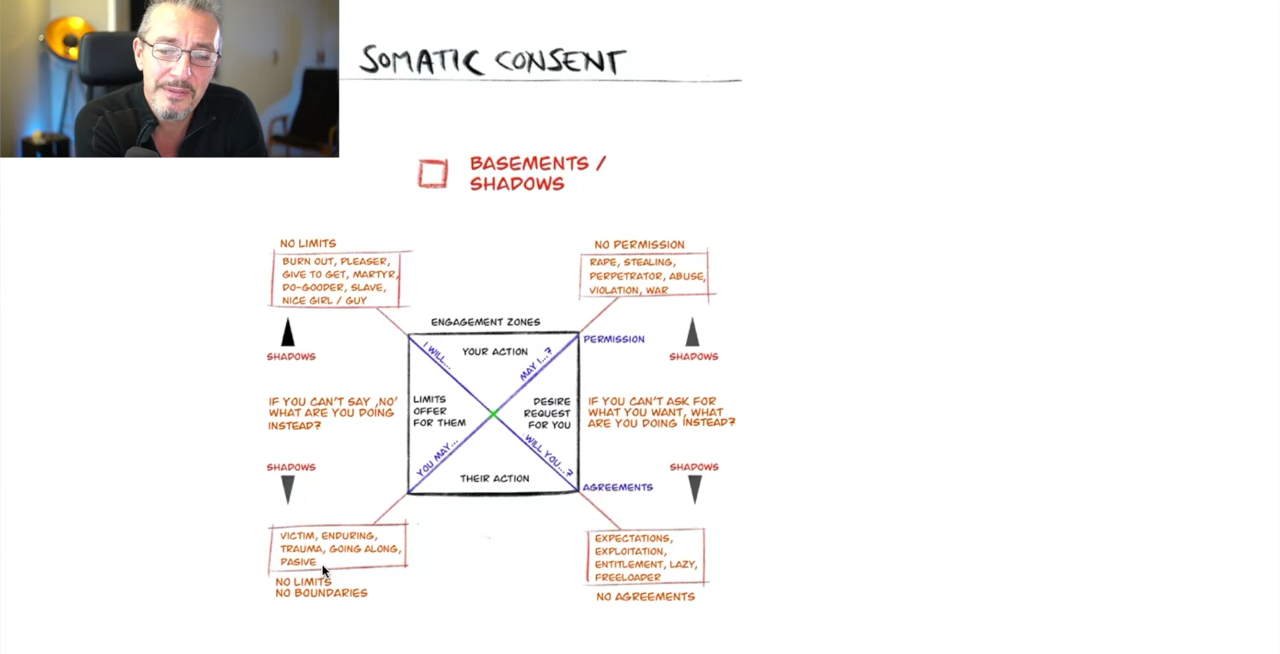 SOMATIC CONSENT
BASEMENTS /
SHADOWS
NO LIMITS
BURN OUT, PLEASER,
GIVE TO GET, MARTYR,
DO-GOODER, SLAVE,
NICE GIRL / GUY
NO PERMISSION
RAPE, STEALING,
PERPETRATOR, ABUSE,
VIOLATION, WAR
SHADOWS
ENGAGEMENT ZONES
YOUR ACTION
I WILL...
MAY I...?
PERMISSION
SHADOWS
IF YOU CAN'T SAY ,NO'
WHAT ARE YOU DOING
INSTEAD?
LIMITS
OFFER
FOR THEM
DESIRE
REQUEST
FOR YOU
IF YOU CAN'T ASK FOR
WHAT YOU WANT, WHAT
ARE YOU DOING INSTEAD?
SHADOWS
YOU MAY...
WILL YOU...?
THEIR ACTION
AGREEMENTS
SHADOWS
VICTIM, ENDURING,
TRAUMA, GOING ALONG,
PASIVE
NO LIMITS
NO BOUNDARIES
EXPECTATIONS,
EXPLOITATION,
ENTITLEMENT, LAZY,
FREELOADER
NO AGREEMENTS